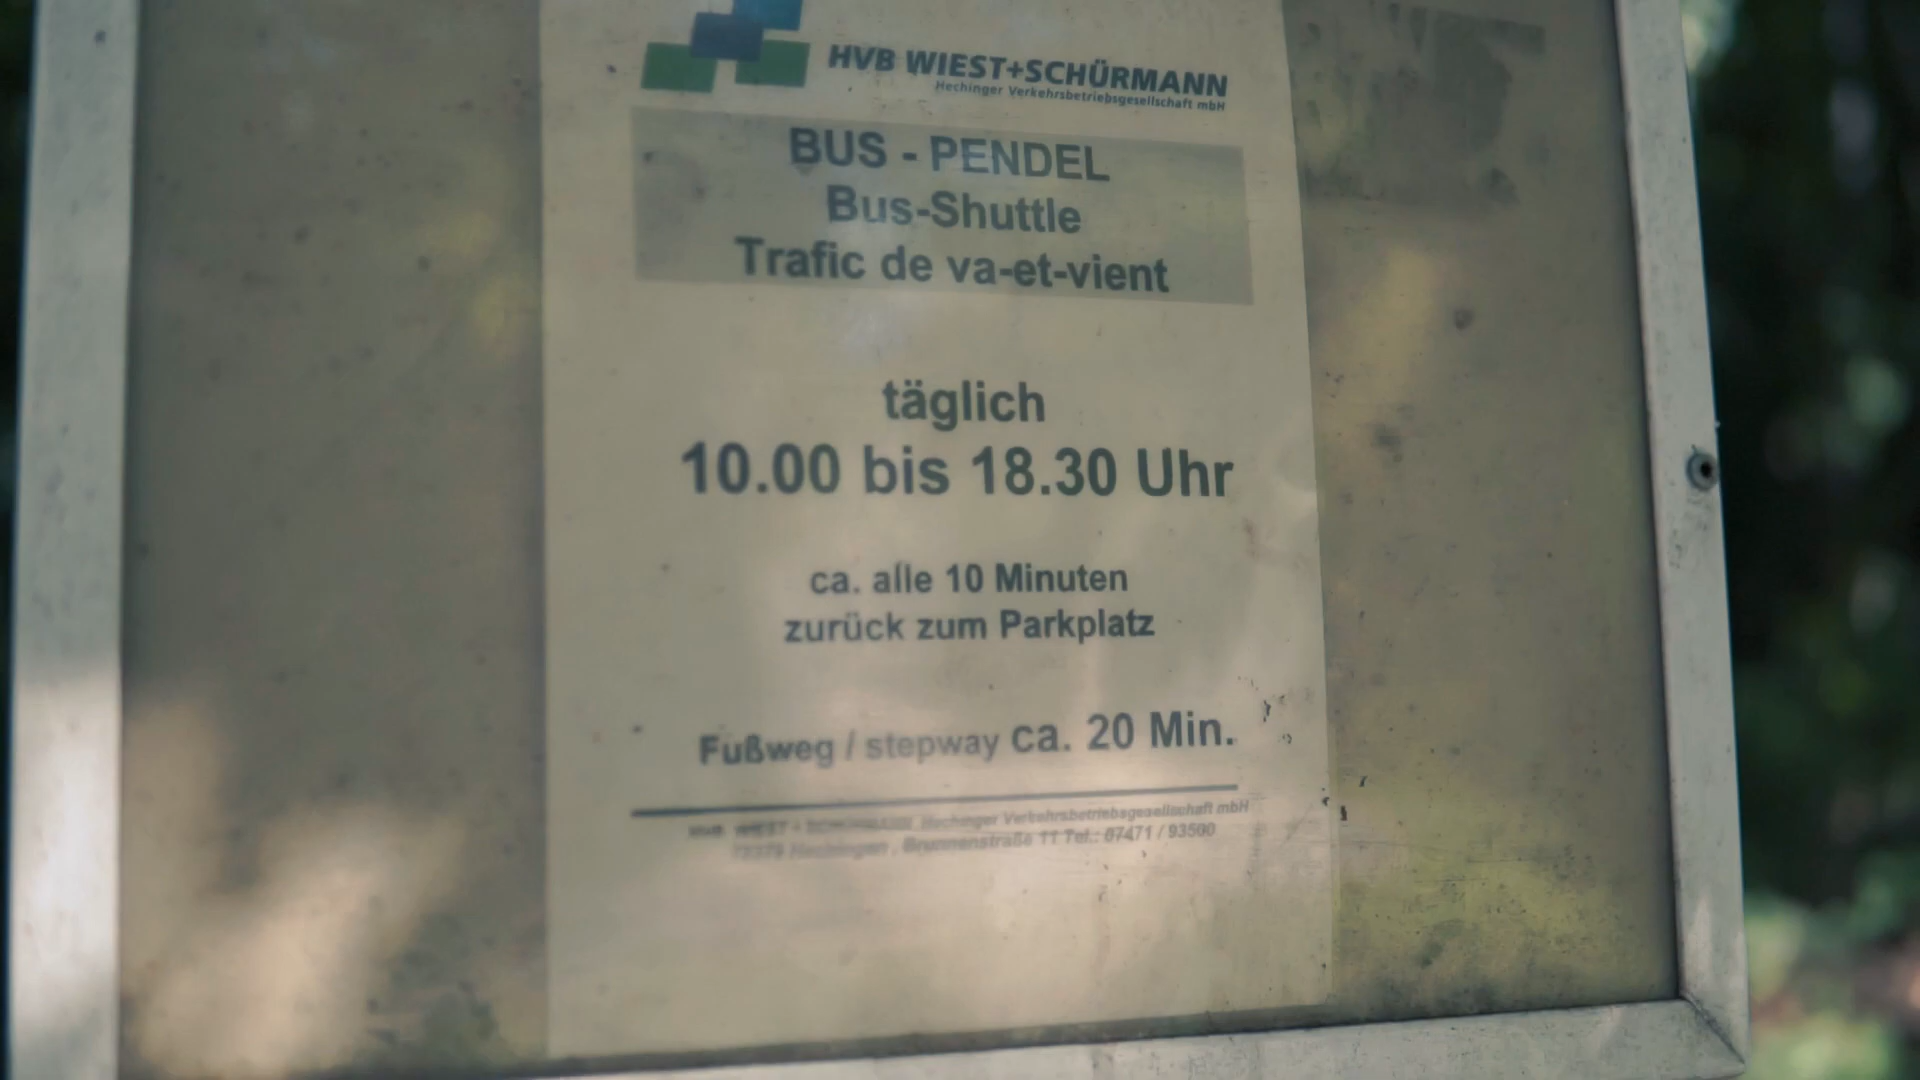 HVB WIEST+SCHÜRMANN
Hechinger Verkehrsbetriebsgesellschaft mbH
BUS - PENDEL
Bus-Shuttle
Trafic de va-et-vient
täglich
10.00 bis 18.30 Uhr
ca. alle 10 Minuten
zurück zum Parkplatz
Fußweg / stepway ca. 20 Min.
HVB WIEST + SCHÜRMANN Hechinger Verkehrsbetriebsgesellschaft mbH
72379 Hechingen , Brunnenstraße 11 Tel.: 07471 / 93500